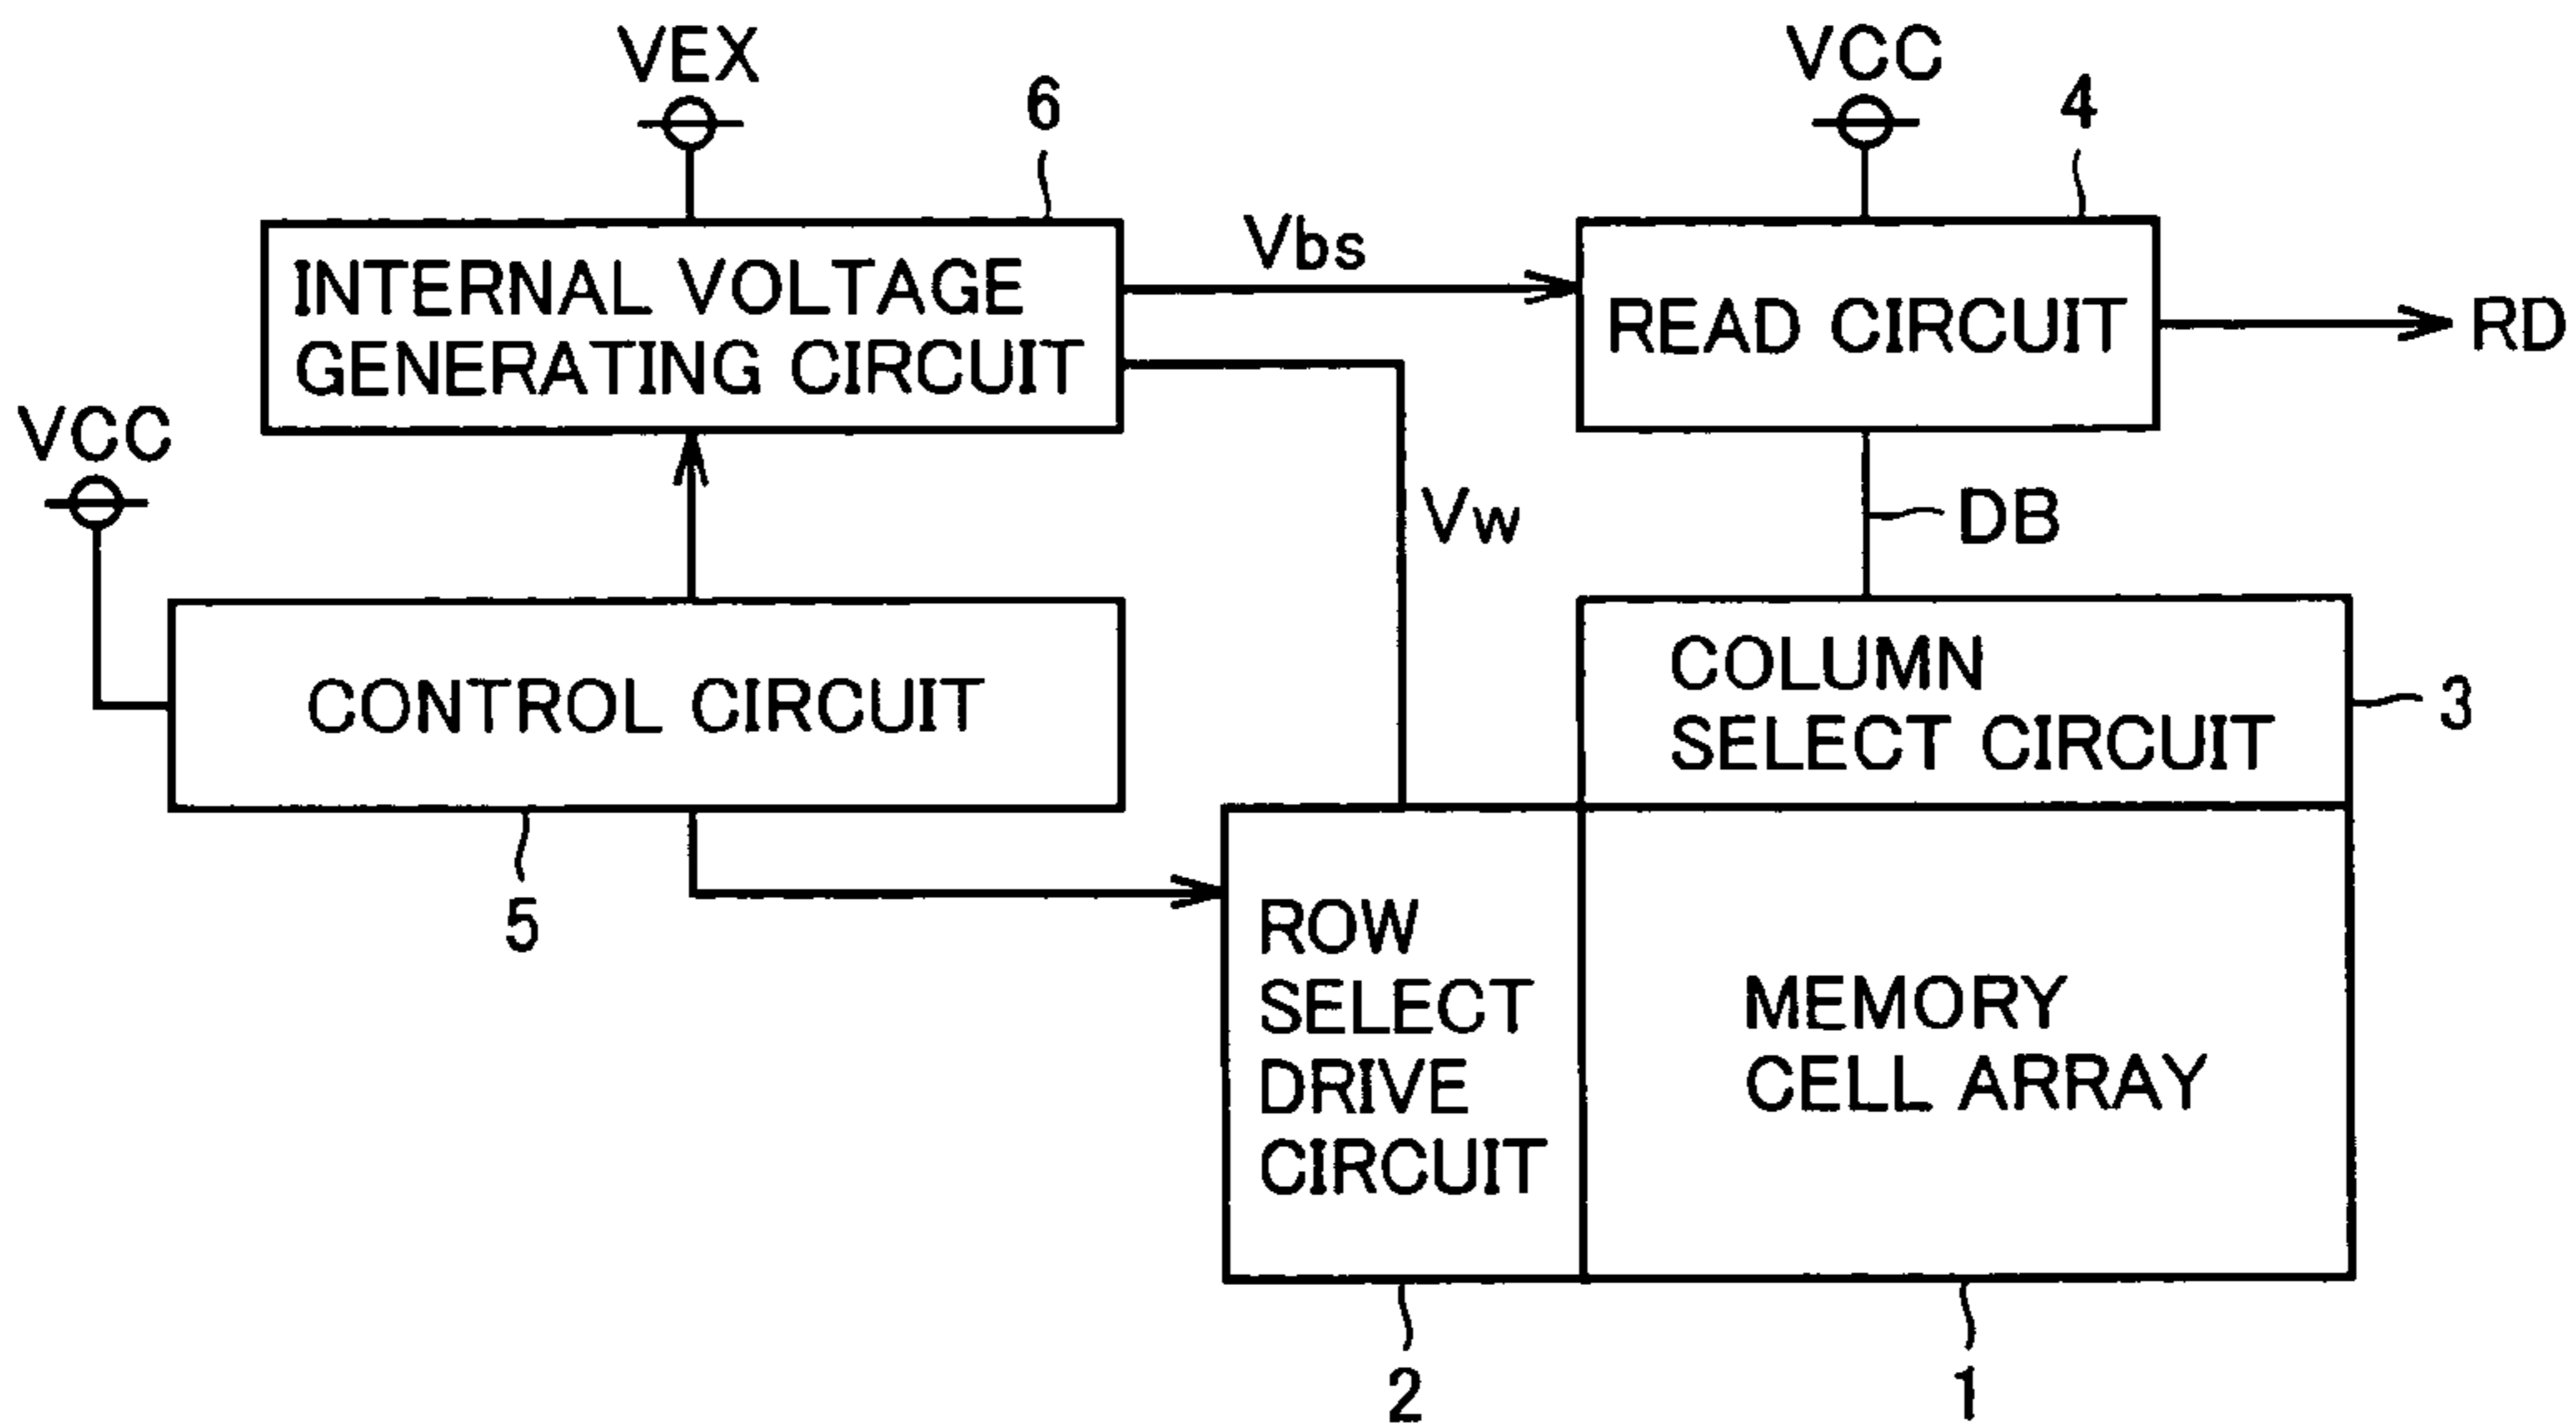 VEX
VCC
6
4
Vbs
INTERNAL VOLTAGE
GENERATING CIRCUIT
READ CIRCUIT
RD
VCC
Vw
DB
CONTROL CIRCUIT
COLUMN
SELECT CIRCUIT
3
5
ROW
SELECT
DRIVE
CIRCUIT
MEMORY
CELL ARRAY
2
1